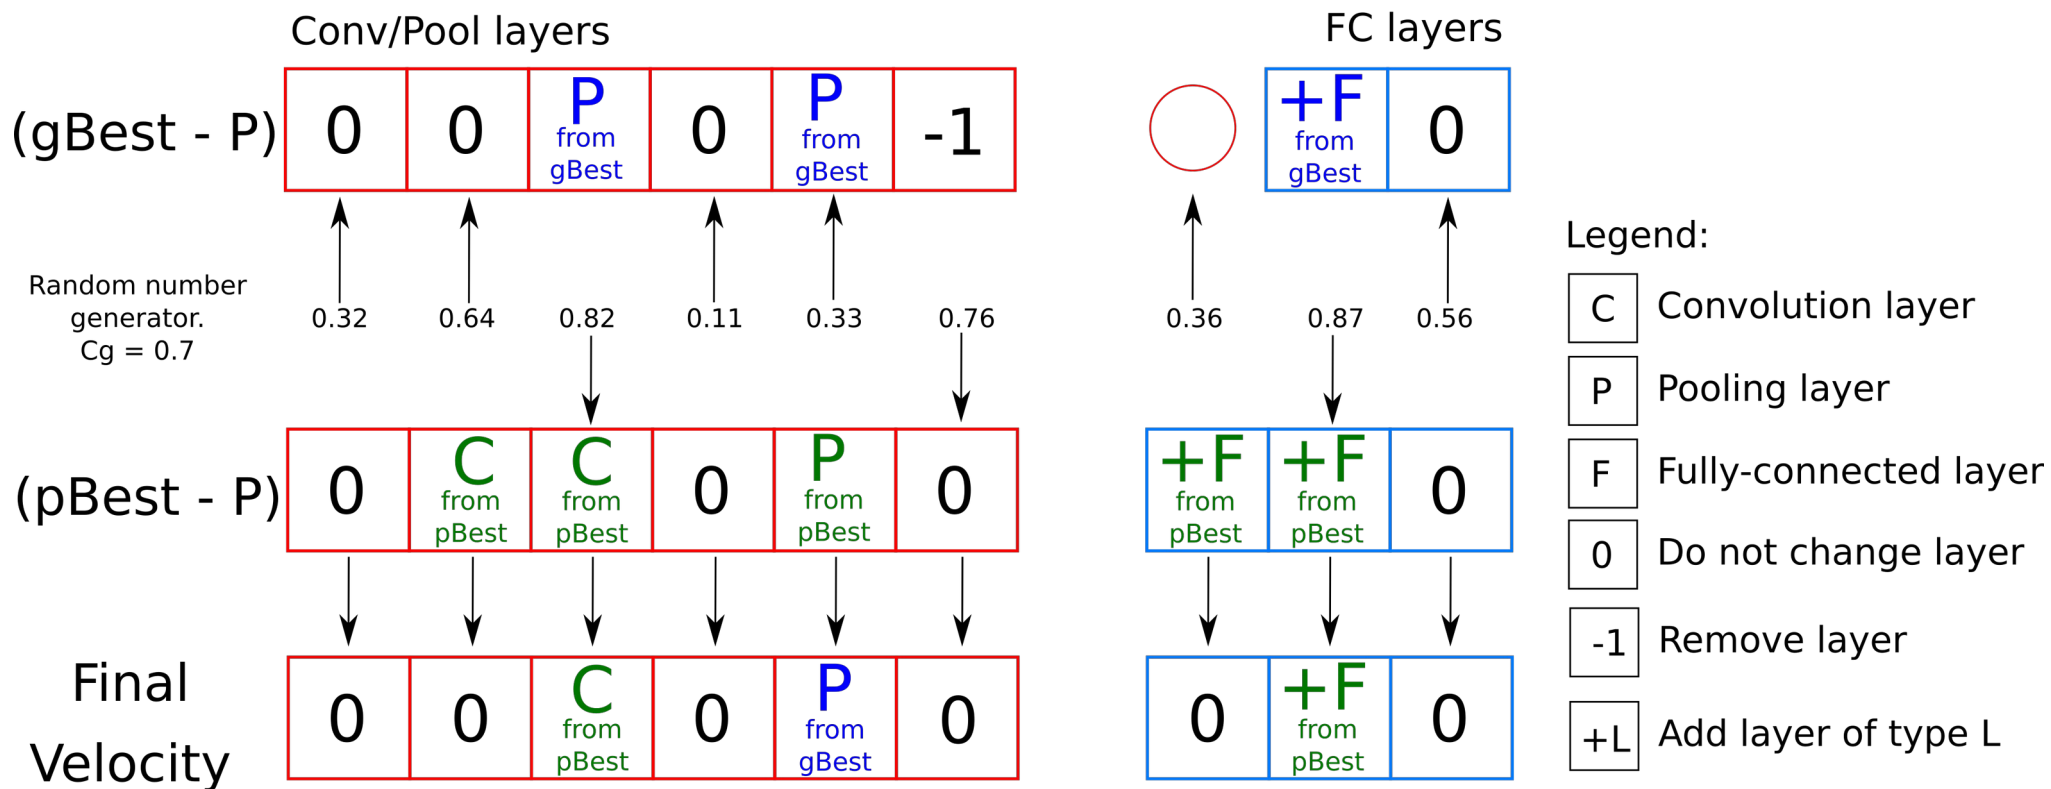 Conv/Pool layers
FC layers
(gBest - P)
0
0
P
from
gBest
0
P
from
gBest
-1
+F
from
gBest
0
Random number
generator.
Cg = 0.7
0.32
0.64
0.82
0.11
0.33
0.76
0.36
0.87
0.56
(pBest - P)
0
C
from
pBest
C
from
pBest
0
P
from
pBest
0
+F
from
pBest
+F
from
pBest
0
Final
Velocity
0
0
C
from
pBest
0
P
from
gBest
0
0
+F
from
pBest
0
Legend:
C Convolution layer
P Pooling layer
F Fully-connected layer
0 Do not change layer
-1 Remove layer
+L Add layer of type L